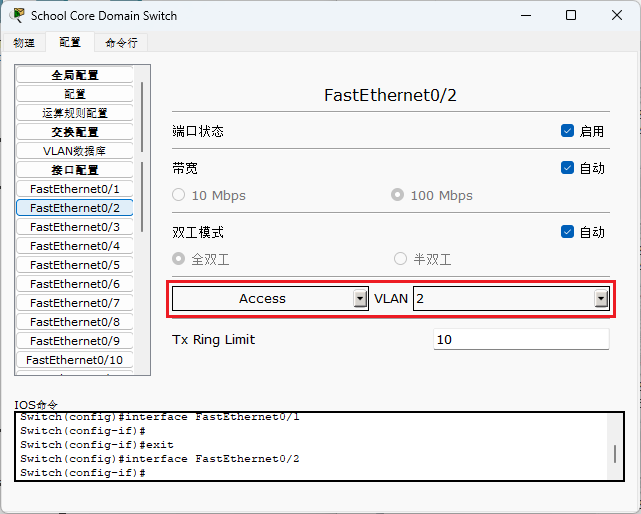 School Core Domain Switch
物理 配置 命令行
全局配置
配置
运算规则配置
交换配置
VLAN数据库
接口配置
FastEthernet0/1
FastEthernet0/2
FastEthernet0/3
FastEthernet0/4
FastEthernet0/5
FastEthernet0/6
FastEthernet0/7
FastEthernet0/8
FastEthernet0/9
FastEthernet0/10
FastEthernet0/2
端口状态 启用
带宽 自动
10 Mbps 100 Mbps
双工模式 自动
全双工 半双工
Access VLAN 2
Tx Ring Limit 10
IOS命令
Switch(config)#interface FastEthernet0/1
Switch(config-if)#
Switch(config-if)#exit
Switch(config)#interface FastEthernet0/2
Switch(config-if)#